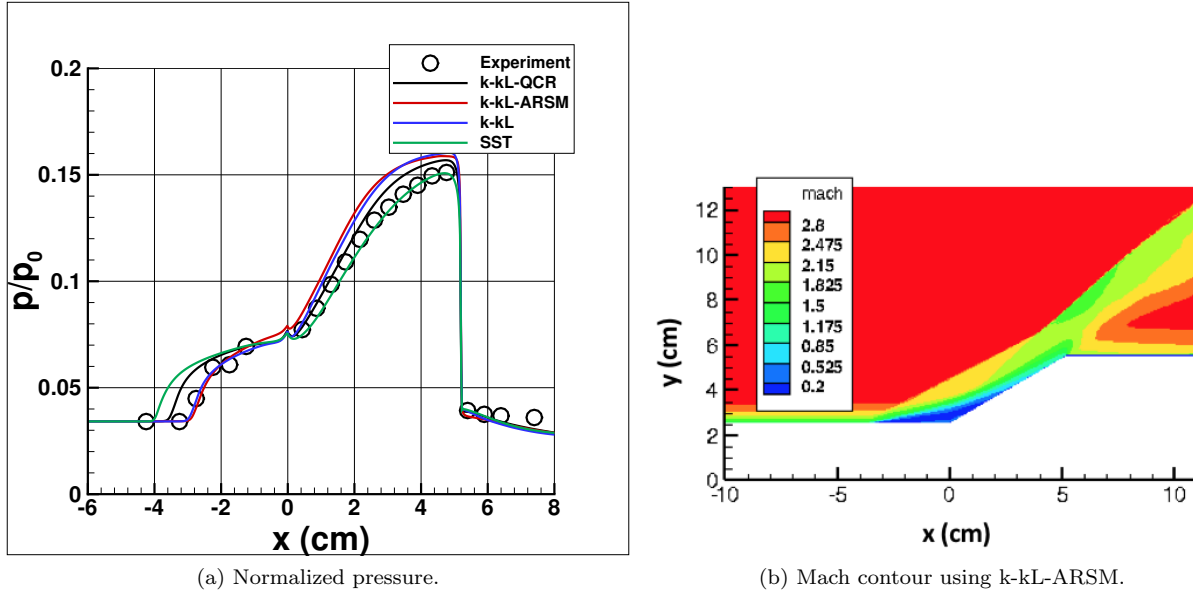 0.2
0.15
0.1
0.05
0
p/p0
-6 -4 -2 0 2 4 6 8
x (cm)
Experiment
k-kL-QCR
k-kL-ARSM
k-kL
SST
(a) Normalized pressure.
12
10
8
6
4
2
0
y (cm)
mach
2.8
2.475
2.15
1.825
1.5
1.175
0.85
0.525
0.2
-10 -5 0 5 10
x (cm)
(b) Mach contour using k-kL-ARSM.